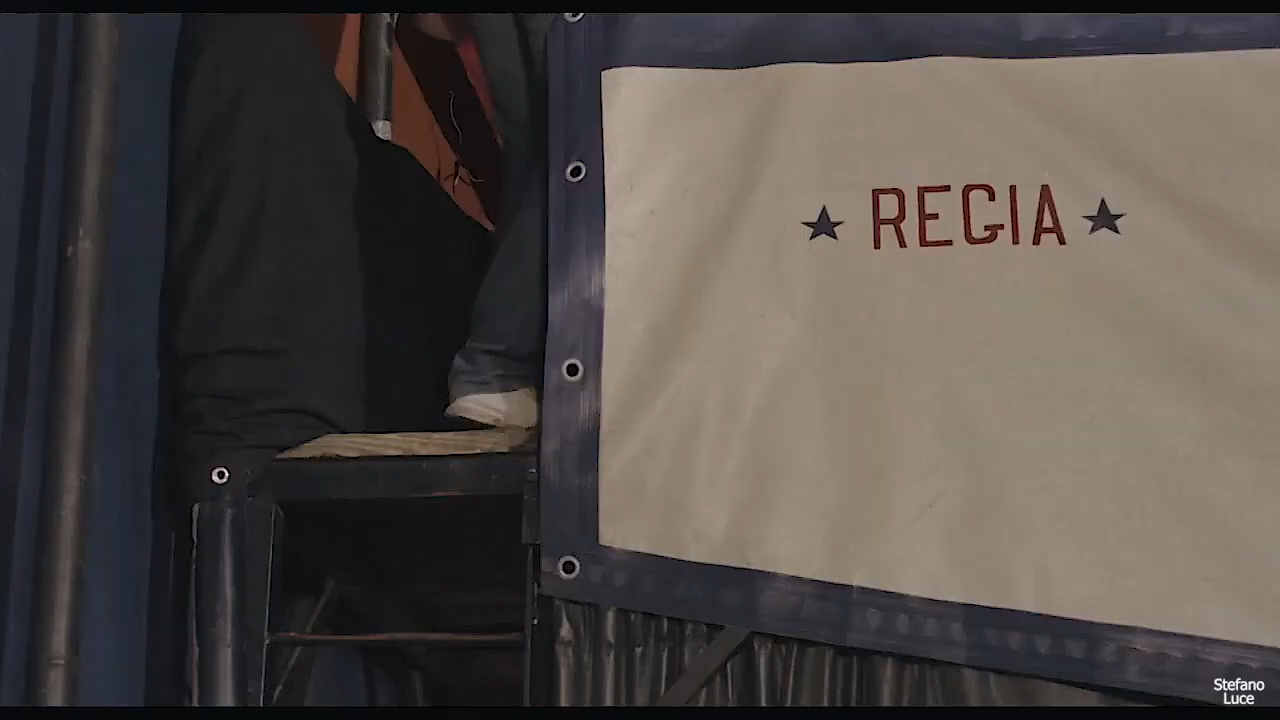 ★ REGIA ★
Stefano
Luce